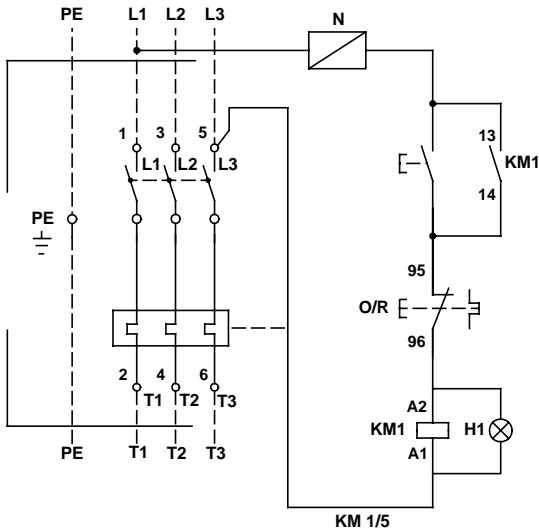 PE L1 L2 L3
N
1 3 5
L1 L2 L3
13
KM1
14
PE
95
O/R
96
2 4 6
T1 T2 T3
A2
KM1 H1
A1
PE T1 T2 T3
KM 1/5